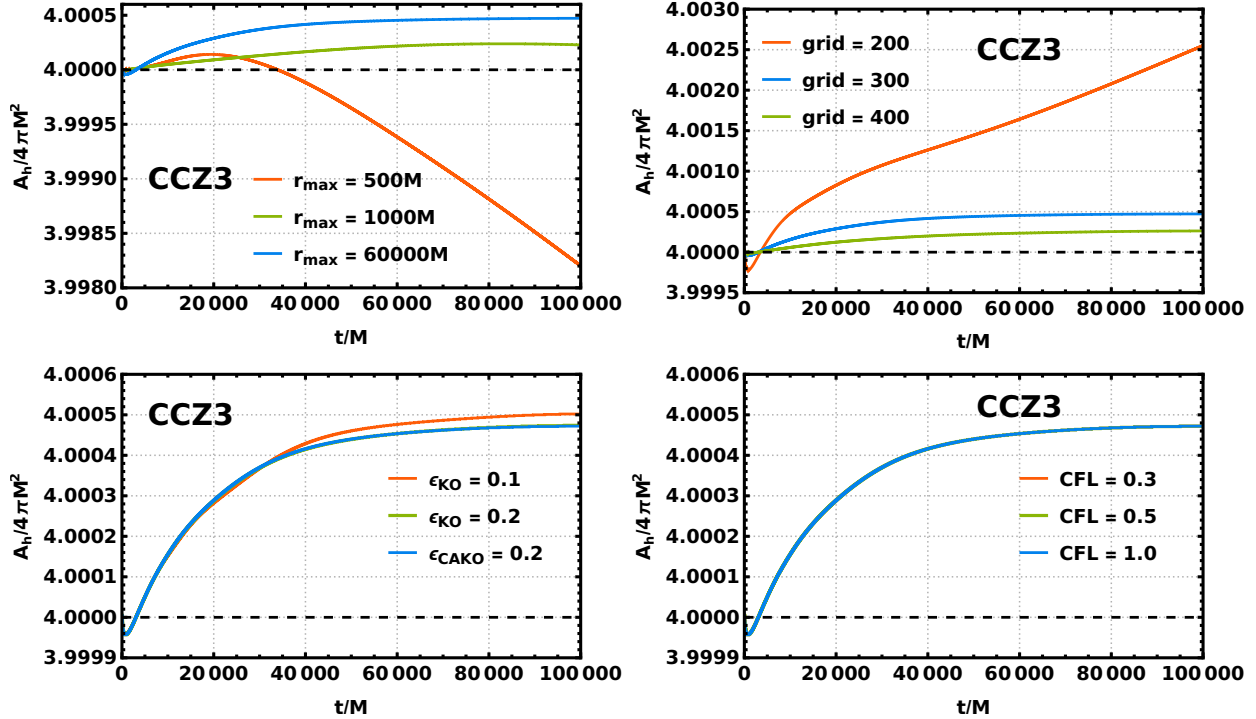 4.0005
4.0000
3.9995
3.9990
3.9985
3.9980
A_h/4πM²
CCZ3
r_max = 500M
r_max = 1000M
r_max = 60000M
0 20 000 40 000 60 000 80 000 100 000
t/M
4.0030
4.0025
4.0020
4.0015
4.0010
4.0005
4.0000
3.9995
A_h/4πM²
grid = 200
grid = 300
grid = 400
CCZ3
0 20 000 40 000 60 000 80 000 100 000
t/M
4.0006
4.0005
4.0004
4.0003
4.0002
4.0001
4.0000
3.9999
A_h/4πM²
CCZ3
ϵ_KO = 0.1
ϵ_KO = 0.2
ϵ_CAKO = 0.2
0 20 000 40 000 60 000 80 000 100 000
t/M
4.0006
4.0005
4.0004
4.0003
4.0002
4.0001
4.0000
3.9999
A_h/4πM²
CCZ3
CFL = 0.3
CFL = 0.5
CFL = 1.0
0 20 000 40 000 60 000 80 000 100 000
t/M